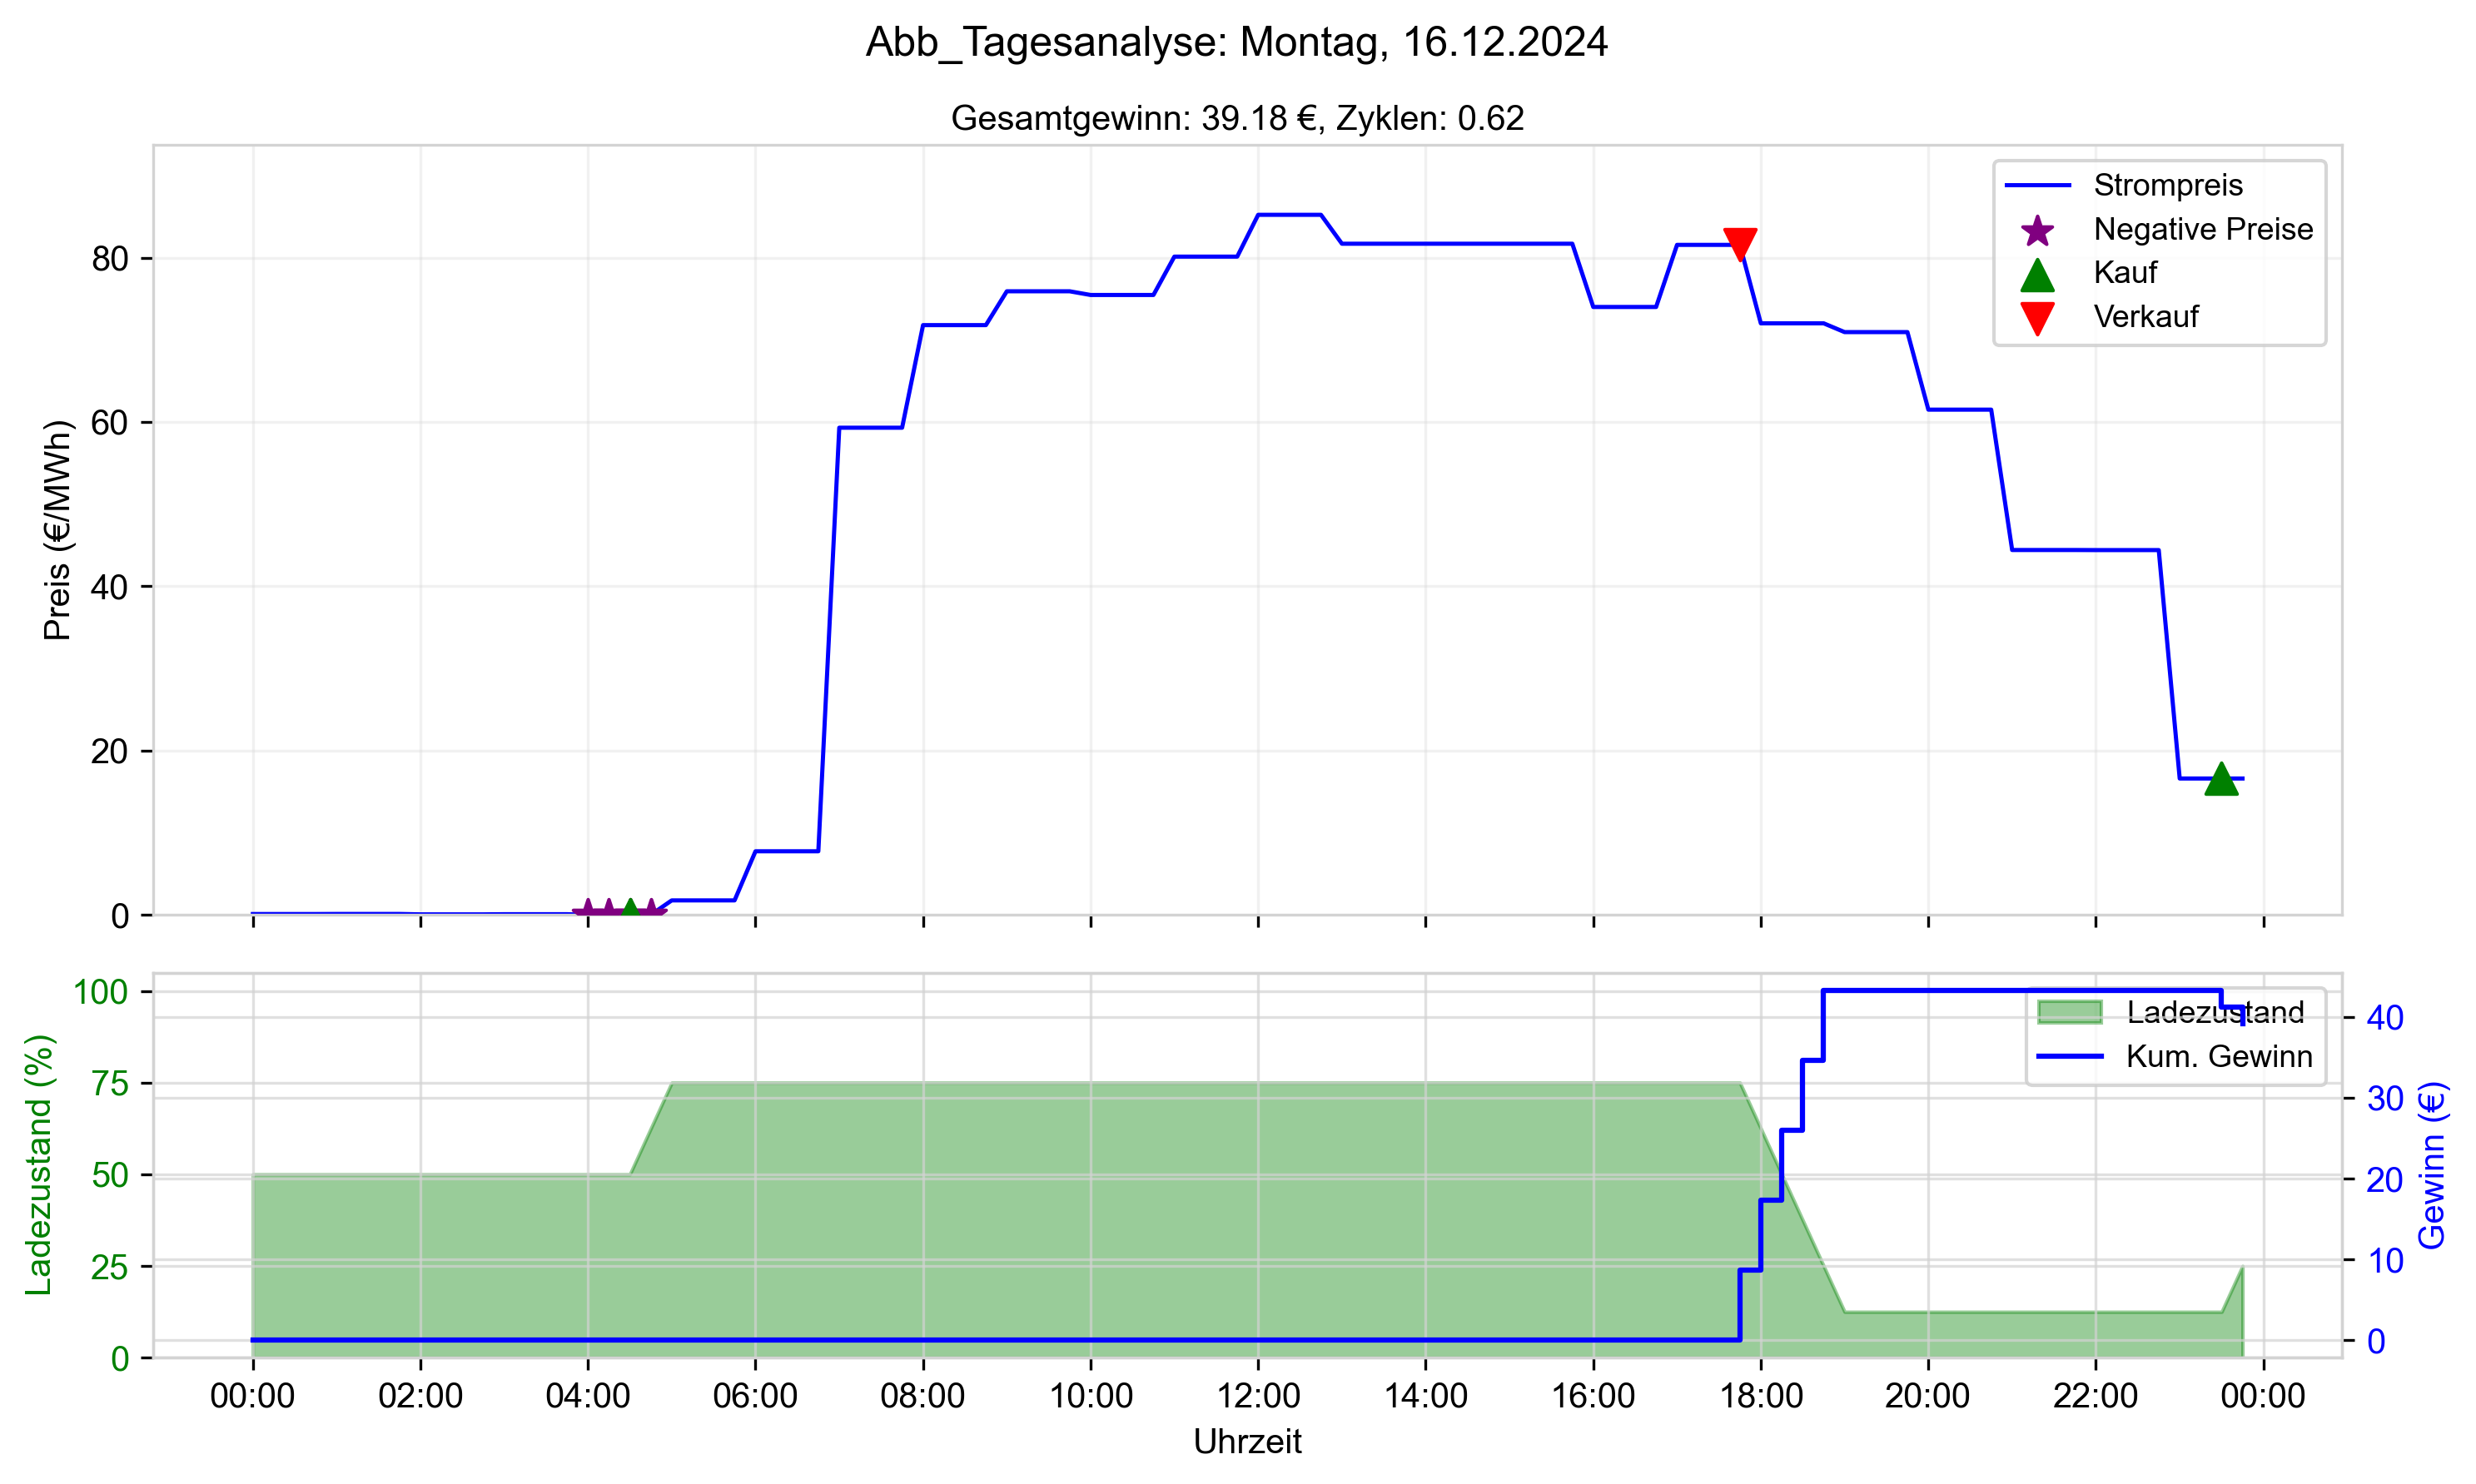 Abb_Tagesanalyse: Montag, 16.12.2024
Gesamtgewinn: 39.18 €, Zyklen: 0.62
Preis (€/MWh)
80
60
40
20
0
Strompreis
Negative Preise
Kauf
Verkauf
Ladezustand (%)
100
75
50
25
0
Ladezustand
Kum. Gewinn
40
30
20
10
0
Gewinn (€)
00:00 02:00 04:00 06:00 08:00 10:00 12:00 14:00 16:00 18:00 20:00 22:00 00:00
Uhrzeit